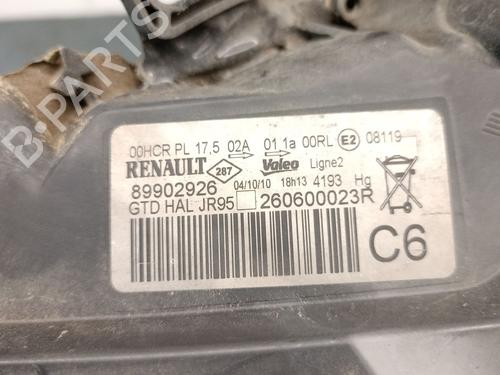 00HCR PL 17,5 02A 01 1a 00RL E2 08119
RENAULT 287 Valeo Ligne2
89902926 04/10/10 18h13 4193 Hg
GTD HAL JR95 260600023R
C6
B-PARTS